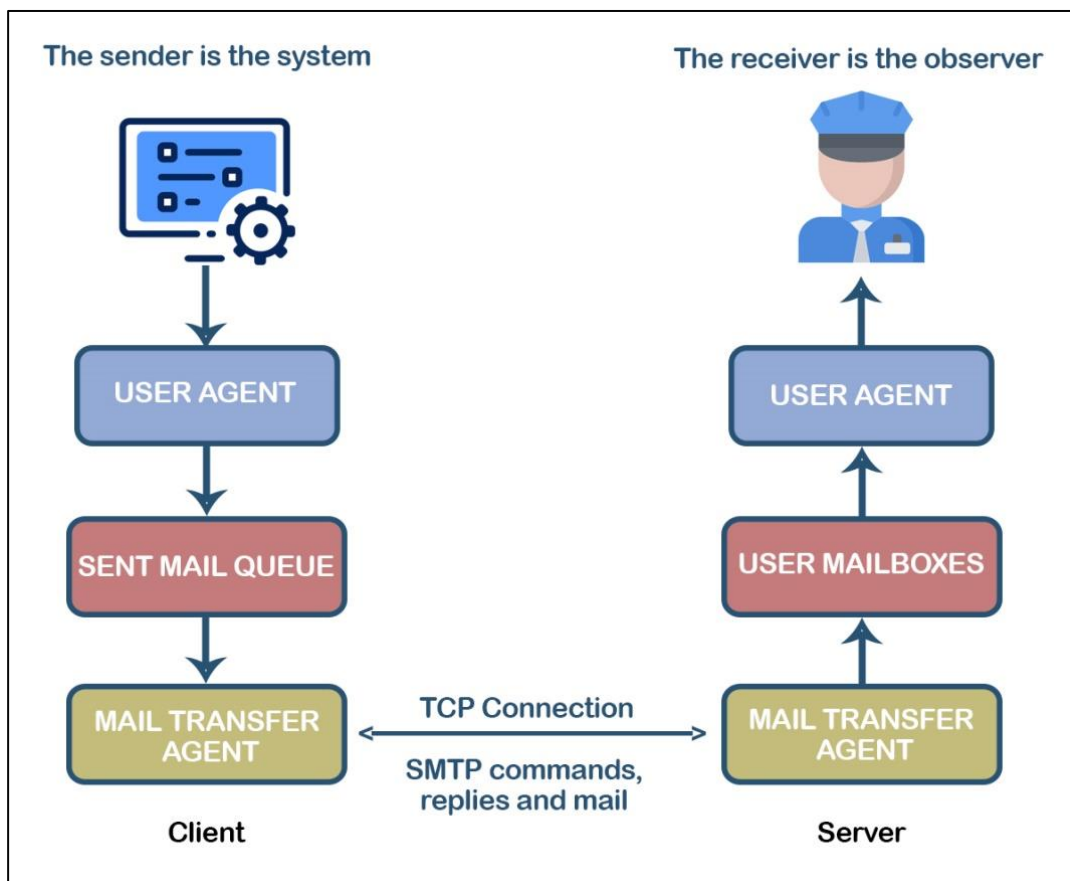 The sender is the system
The receiver is the observer
USER AGENT
USER AGENT
SENT MAIL QUEUE
USER MAILBOXES
MAIL TRANSFER
AGENT
TCP Connection
SMTP commands,
replies and mail
MAIL TRANSFER
AGENT
Client
Server